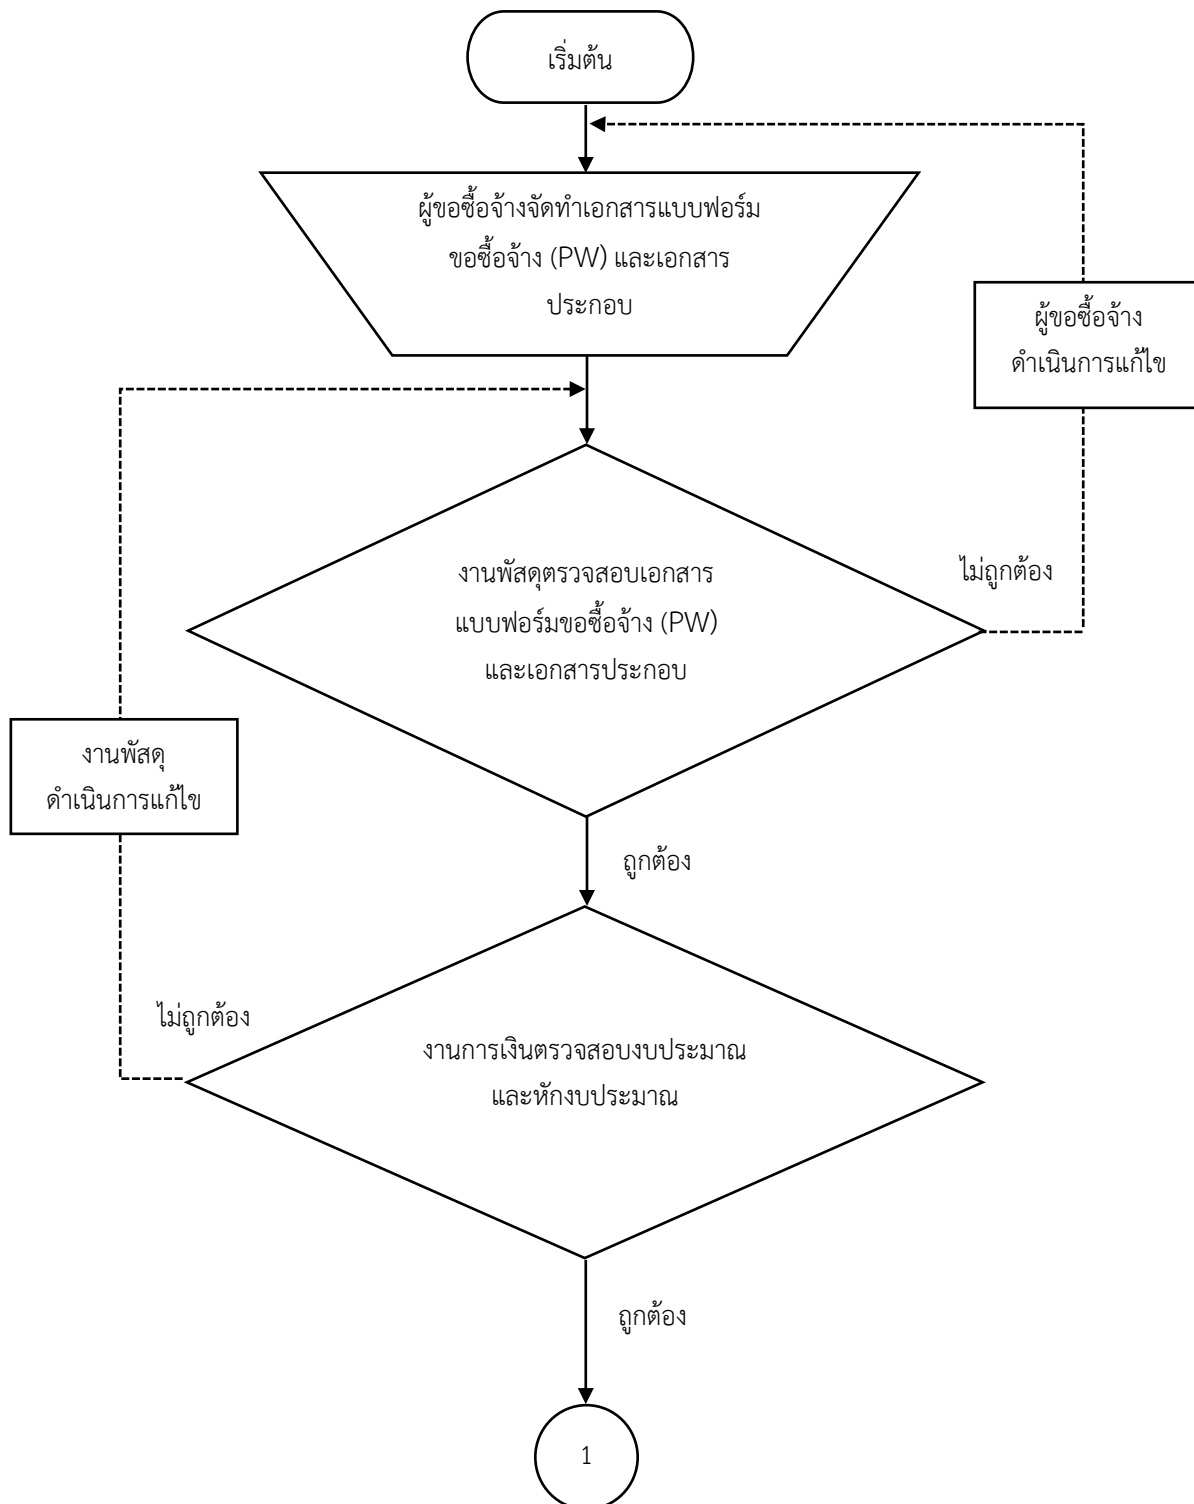 เริ่มต้น
ผู้ขอซื้อจ้างจัดทำเอกสารแบบฟอร์ม
ขอซื้อจ้าง (PW) และเอกสาร
ประกอบ
ผู้ขอซื้อจ้าง
ดำเนินการแก้ไข
งานพัสดุตรวจสอบเอกสาร
แบบฟอร์มขอซื้อจ้าง (PW)
และเอกสารประกอบ
ไม่ถูกต้อง
งานพัสดุ
ดำเนินการแก้ไข
ถูกต้อง
ไม่ถูกต้อง
งานการเงินตรวจสอบงบประมาณ
และหักงบประมาณ
ถูกต้อง
1